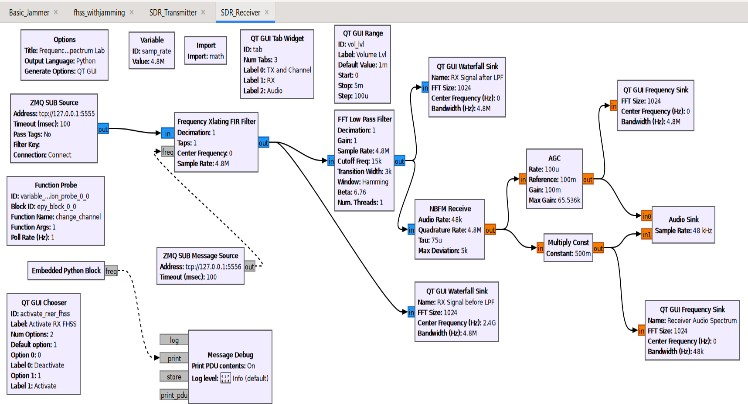 Basic_Jammer ×
fhss_withjamming ×
SDR_Transmitter ×
SDR_Receiver ×
Options
Title: Frequenc...pectrum Lab
Output Language: Python
Generate Options: QT GUI
Variable
ID: samp_rate
Value: 4.8M
Import
Import: math
QT GUI Tab Widget
ID: tab
Num Tabs: 3
Label 0: TX and Channel
Label 1: RX
Label 2: Audio
QT GUI Range
ID: vol_lvl
Label: Volume Lvl
Default Value: 1m
Start: 0
Stop: 5m
Step: 100u
QT GUI Waterfall Sink
Name: RX Signal after LPF
FFT Size: 1024
Center Frequency (Hz): 0
Bandwidth (Hz): 4.8M
in
QT GUI Frequency Sink
FFT Size: 1024
Center Frequency (Hz): 0
Bandwidth (Hz): 4.8M
in
ZMQ SUB Source
Address: tcp://127.0.0.1:5555
Timeout (msec): 100
Pass Tags: No
Filter Key:
Connection: Connect
out
Frequency Xlating FIR Filter
Decimation: 1
Taps: 1
Center Frequency: 0
Sample Rate: 4.8M
in
freq
out
FFT Low Pass Filter
Decimation: 1
Gain: 1
Sample Rate: 4.8M
Cutoff Freq: 15k
Transition Width: 3k
Window: Hamming
Beta: 6.76
Num. Threads: 1
in
out
AGC
Rate: 100u
Reference: 100m
Gain: 100m
Max Gain: 65.536k
in
out
Function Probe
ID: variable_...ion_probe_0_0
Block ID: epy_block_0_0
Function Name: change_channel
Function Args: 1
Poll Rate (Hz): 1
NBFM Receive
Audio Rate: 48k
Quadrature Rate: 4.8M
Tau: 75u
Max Deviation: 5k
in
out
Multiply Const
Constant: 500m
in
out
Audio Sink
Sample Rate: 48 kHz
in0
in1
ZMQ SUB Message Source
Address: tcp://127.0.0.1:5556
Timeout (msec): 100
out
Embedded Python Block
freq
QT GUI Waterfall Sink
Name: RX Signal before LPF
FFT Size: 1024
Center Frequency (Hz): 2.4G
Bandwidth (Hz): 4.8M
in
QT GUI Frequency Sink
Name: Receiver Audio Spectrum
FFT Size: 1024
Center Frequency (Hz): 0
Bandwidth (Hz): 48k
in
QT GUI Chooser
ID: activate_rxer_fhss
Label: Activate RX FHSS
Num Options: 2
Default option: 1
Option 0: 0
Label 0: Deactivate
Option 1: 1
Label 1: Activate
log
print
store
print_pdu
Message Debug
Print PDU contents: On
Log level: Info (default)